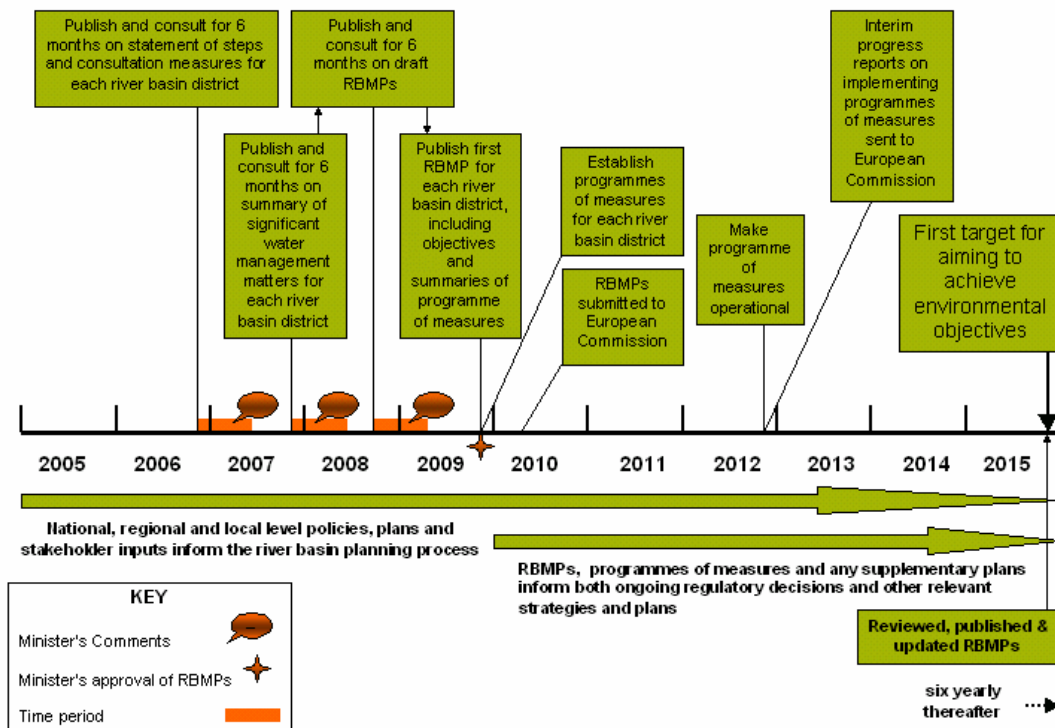 Publish and consult for 6
months on statement of steps
and consultation measures for
each river basin district
Publish and
consult for 6
months on draft
RBMPs
Interim
progress
reports on
implementing
programmes
of measures
sent to
European
Commission
Publish and
consult for 6
months on
summary of
significant
water
management
matters for
each river
basin district
Publish first
RBMP for
each river
basin district,
including
objectives
and
summaries of
programme
of measures
Establish
programmes
of measures
for each river
basin district
RBMPs
submitted to
European
Commission
Make
programme
of
measures
operational
First target for
aiming to
achieve
environmental
objectives
2005 2006 2007 2008 2009 2010 2011 2012 2013 2014 2015
National, regional and local level policies, plans and
stakeholder inputs inform the river basin planning process
RBMPs, programmes of measures and any supplementary plans
inform both ongoing regulatory decisions and other relevant
strategies and plans
KEY
Minister's Comments
Minister's approval of RBMPs
Time period
Reviewed, published &
updated RBMPs
six yearly
thereafter